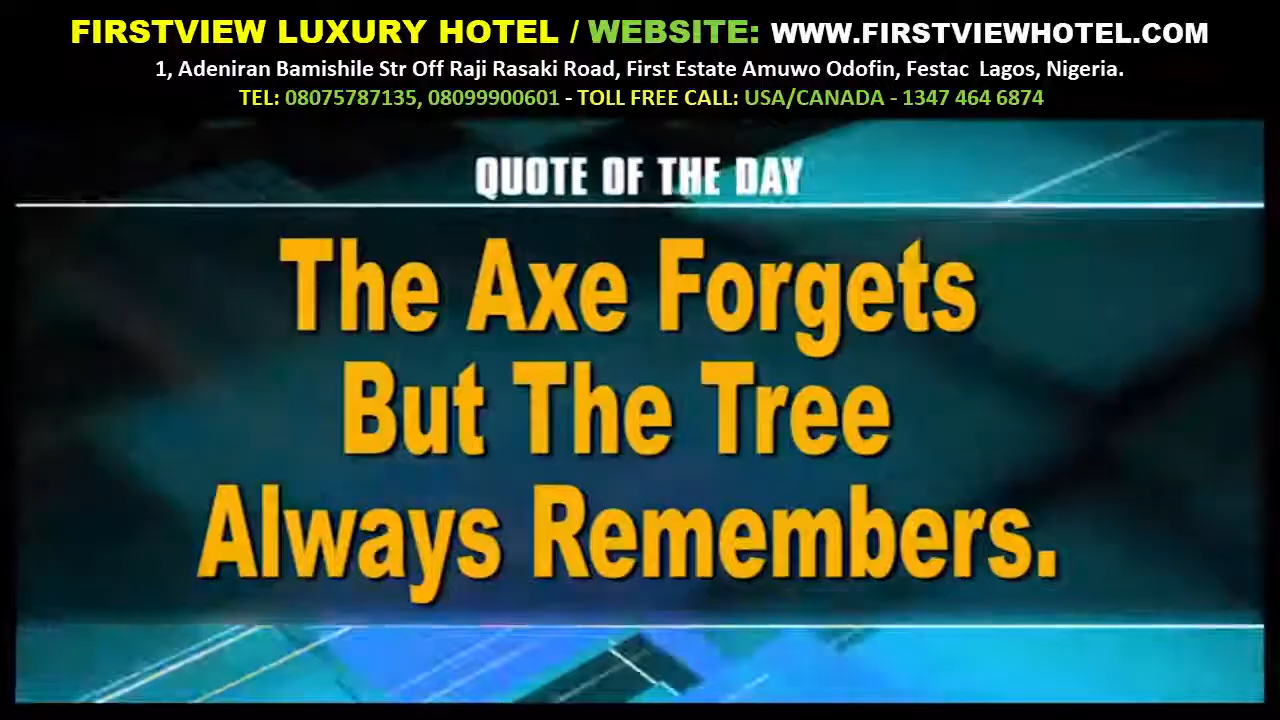 FIRSTVIEW LUXURY HOTEL / WEBSITE: WWW.FIRSTVIEWHOTEL.COM
1, Adeniran Bamishile Str Off Raji Rasaki Road, First Estate Amuwo Odofin, Festac Lagos, Nigeria.
TEL: 08075787135, 08099900601 - TOLL FREE CALL: USA/CANADA - 1347 464 6874
QUOTE OF THE DAY
The Axe Forgets
But The Tree
Always Remembers.